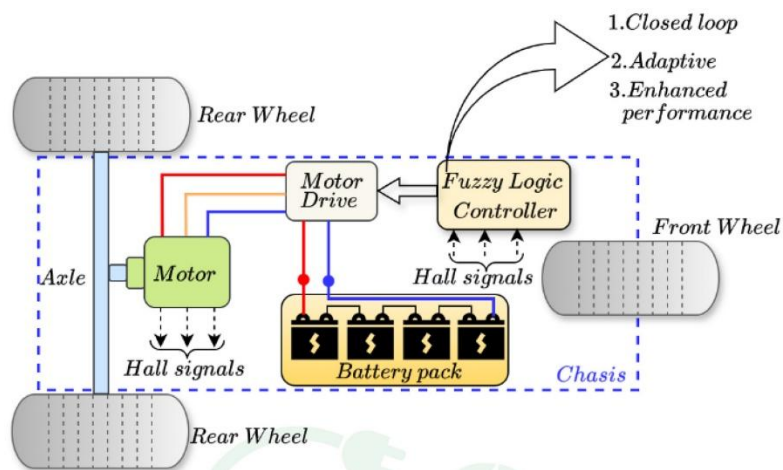 1.Closed loop
2.Adaptive
3.Enhanced
performance
Rear Wheel
Motor
Drive
Fuzzy Logic
Controller
Front Wheel
Axle
Motor
Hall signals
Hall signals
Battery pack
Chasis
Rear Wheel